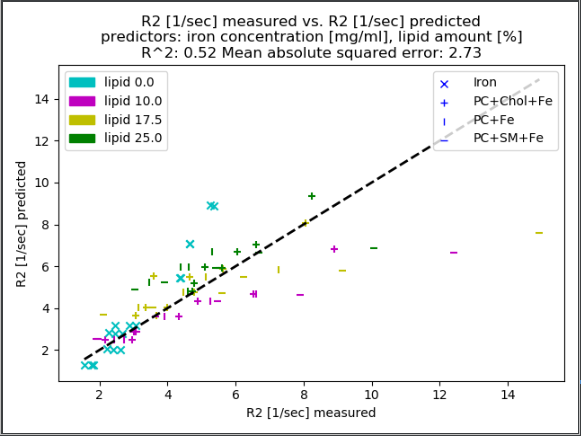 R2 [1/sec] measured vs. R2 [1/sec] predicted
predictors: iron concentration [mg/ml], lipid amount [%]
R^2: 0.52 Mean absolute squared error: 2.73
lipid 0.0
lipid 10.0
lipid 17.5
lipid 25.0
Iron
PC+Chol+Fe
PC+Fe
PC+SM+Fe
R2 [1/sec] predicted
14
12
10
8
6
4
2
2 4 6 8 10 12 14
R2 [1/sec] measured